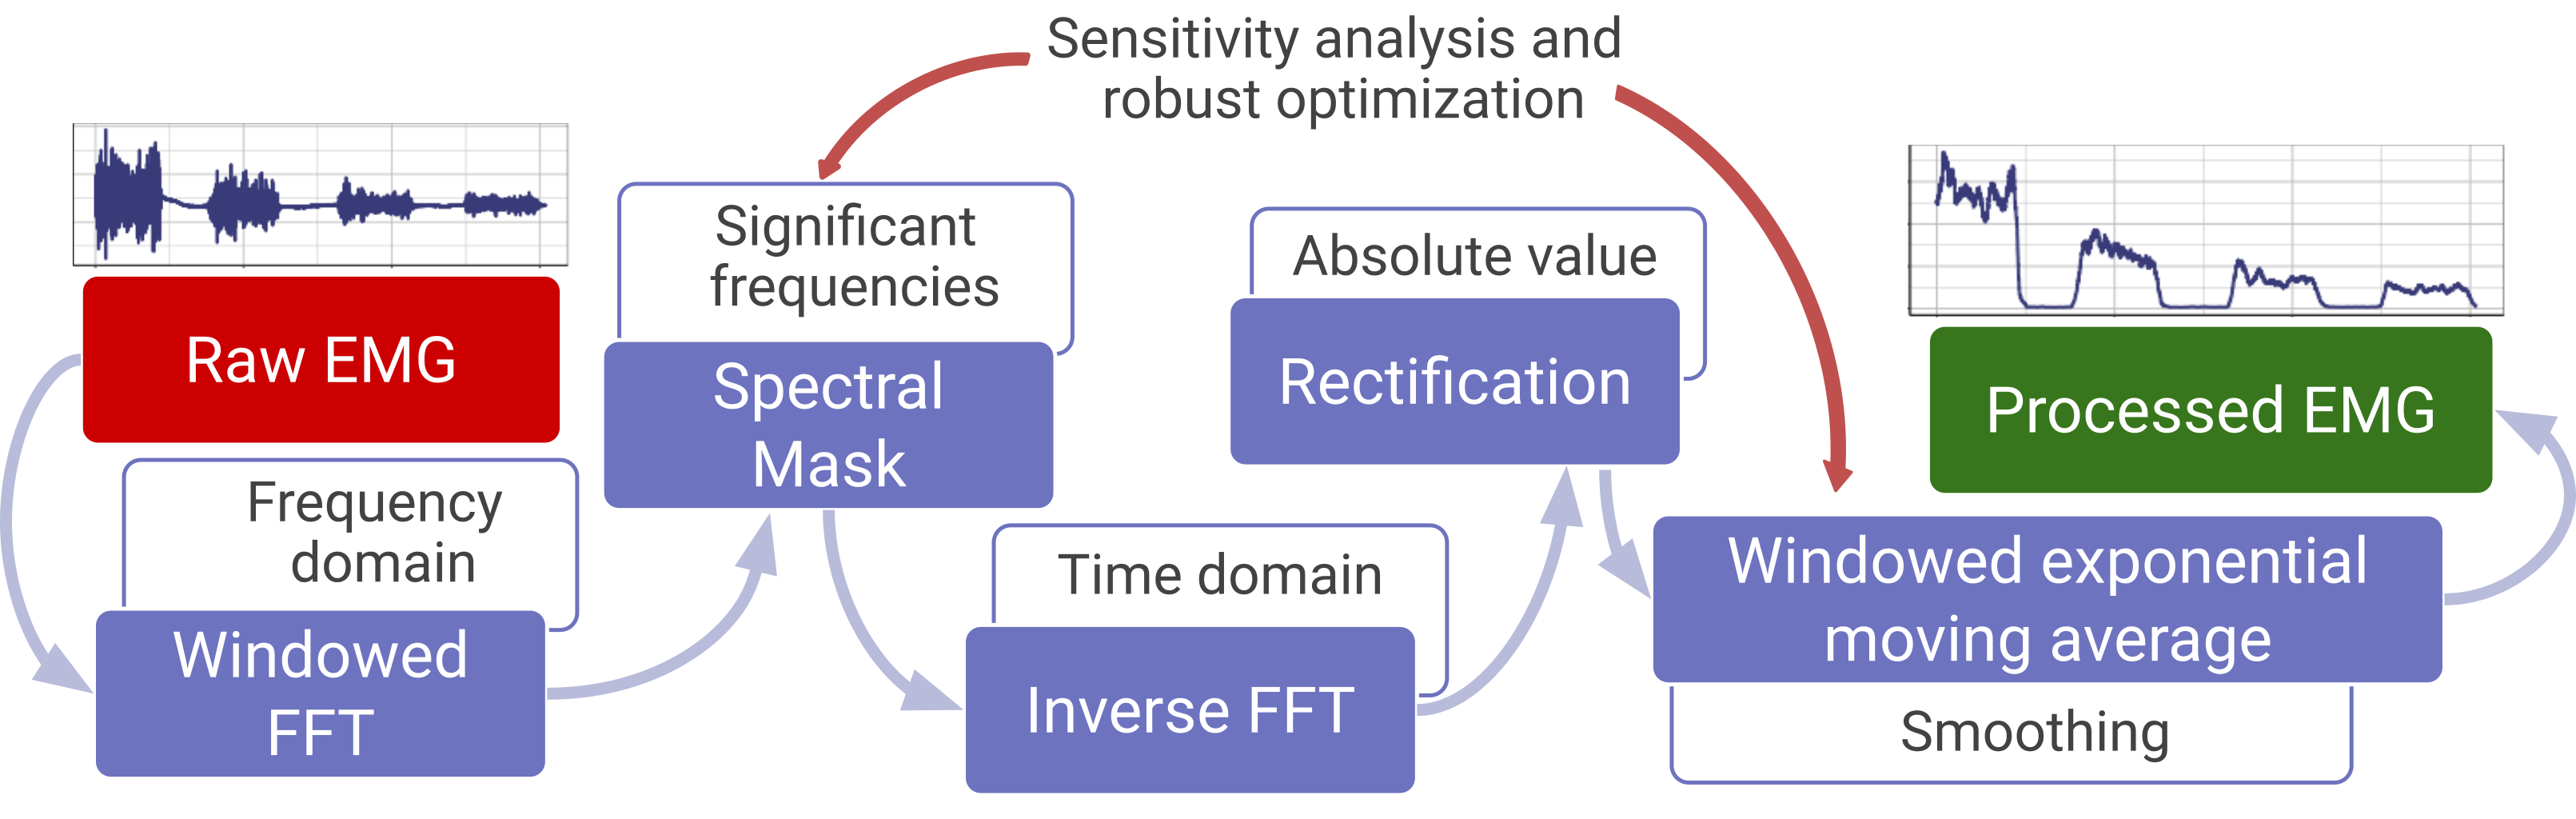 Sensitivity analysis and
robust optimization
Raw EMG
Frequency
domain
Windowed
FFT
Significant
frequencies
Spectral
Mask
Time domain
Inverse FFT
Absolute value
Rectification
Windowed exponential
moving average
Smoothing
Processed EMG